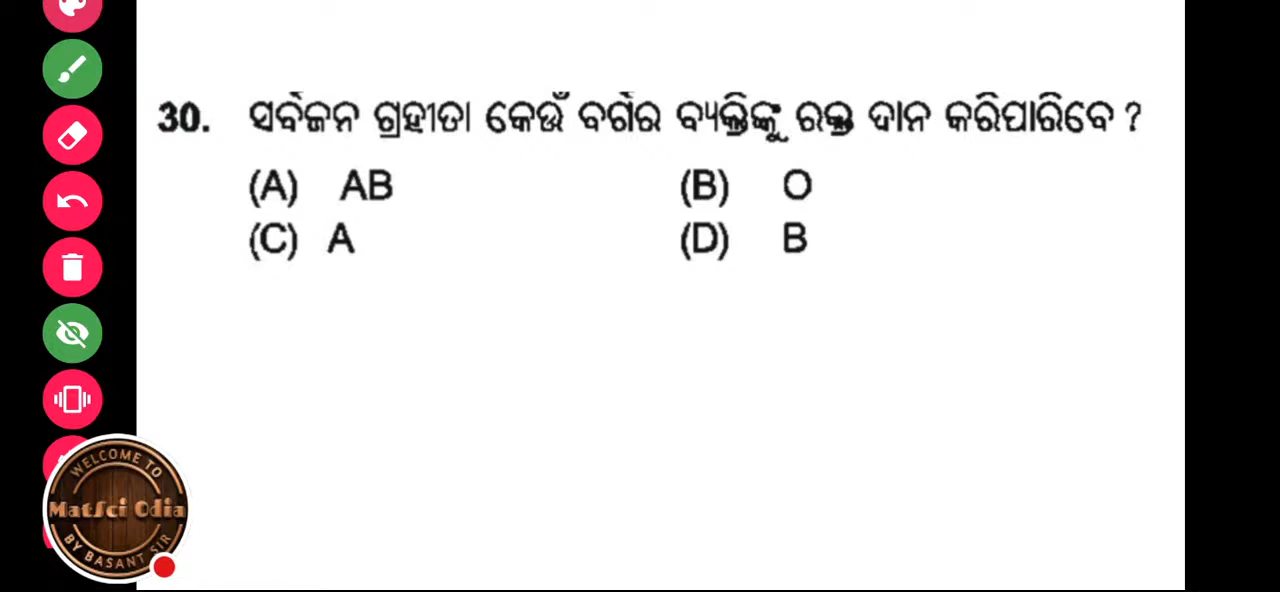 30. ସର୍ବଜନ ଗ୍ରହୀତା କେଉଁ ବର୍ଗର ବ୍ୟକ୍ତିଙ୍କୁ ରକ୍ତ ଦାନ କରିପାରିବେ ?
(A) AB (B) O
(C) A (D) B
WELCOME TO
MatSci Odia
BY BASANT SIR